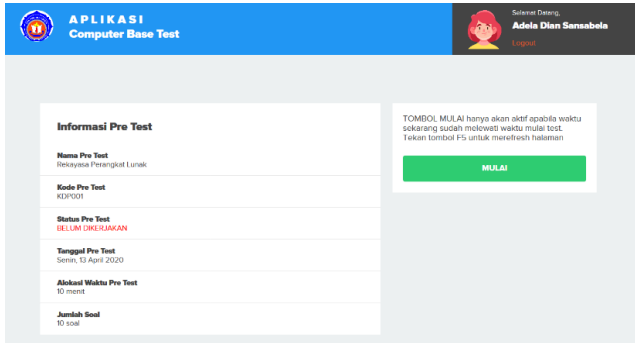 APLIKASI
Computer Base Test
Selamat Datang,
Adela Dian Sansabela
Logout
Informasi Pre Test
Nama Pre Test
Rekayasa Perangkat Lunak
Kode Pre Test
KDP001
Status Pre Test
BELUM DIKERJAKAN
Tanggal Pre Test
Senin, 13 April 2020
Alokasi Waktu Pre Test
10 menit
Jumlah Soal
10 soal
TOMBOL MULAI hanya akan aktif apabila waktu
sekarang sudah melewati waktu mulai test.
Tekan tombol F5 untuk merefresh halaman
MULAI